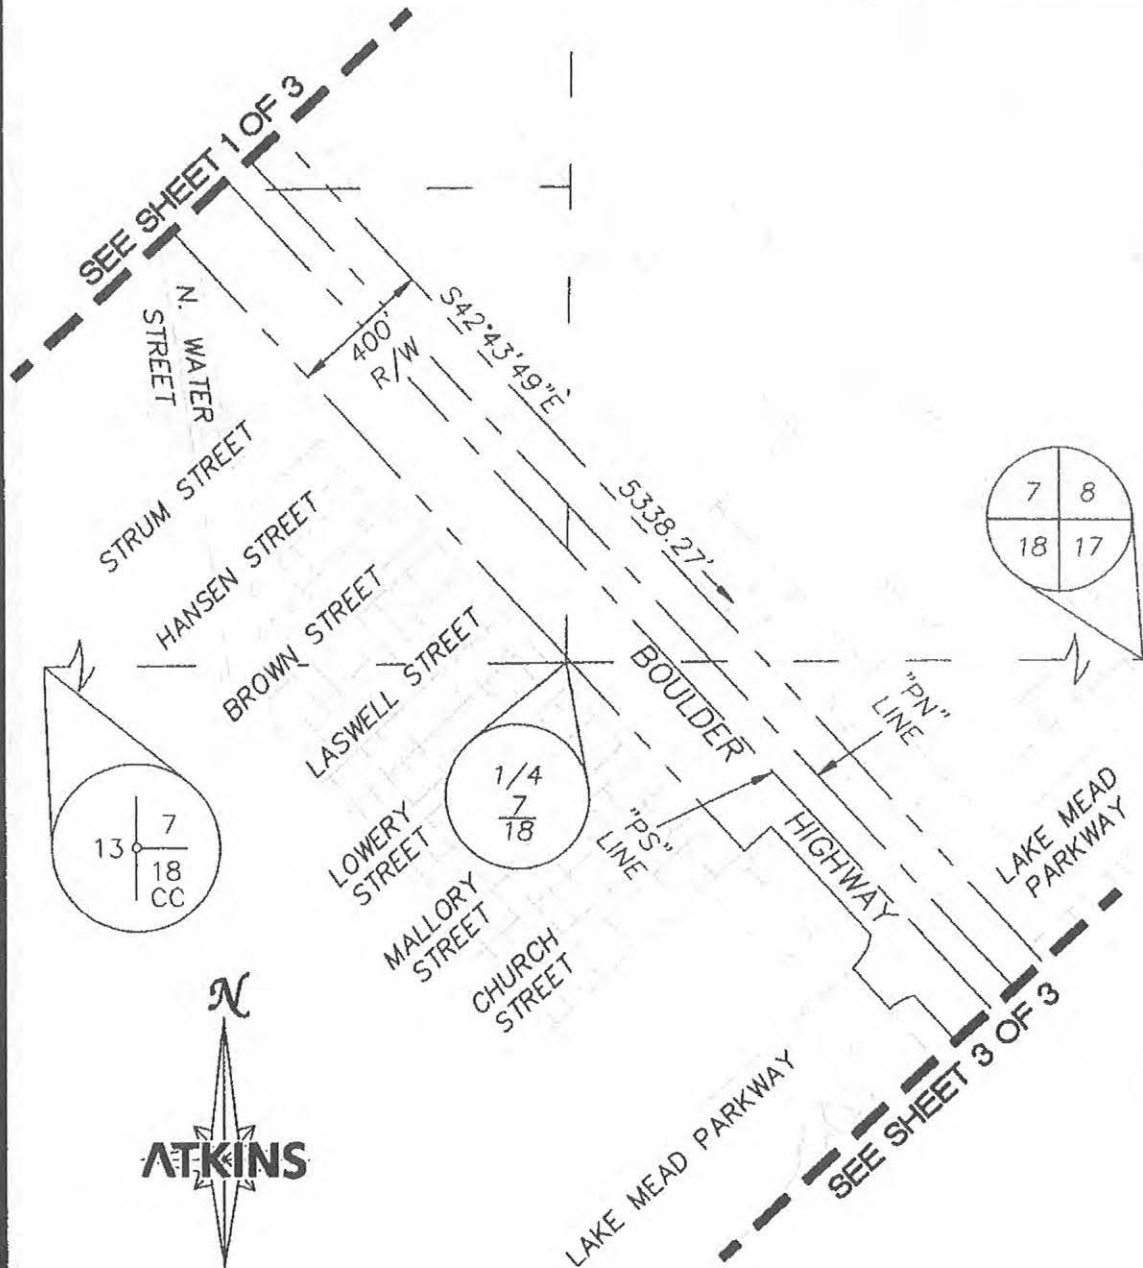 SEE SHEET 1 OF 3
N. WATER
STREET
400'
R/W
S42°43'49"E
5338.27'
STRUM STREET
HANSEN STREET
BROWN STREET
LASWELL STREET
LOWERY
STREET
MALLORY
STREET
CHURCH
STREET
7 8
18 17
1/4
7
18
13 7
18
CC
BOULDER
HIGHWAY
"PN"
LINE
"PS"
LINE
LAKE MEAD
PARKWAY
SEE SHEET 3 OF 3
LAKE MEAD PARKWAY
N
ATKINS